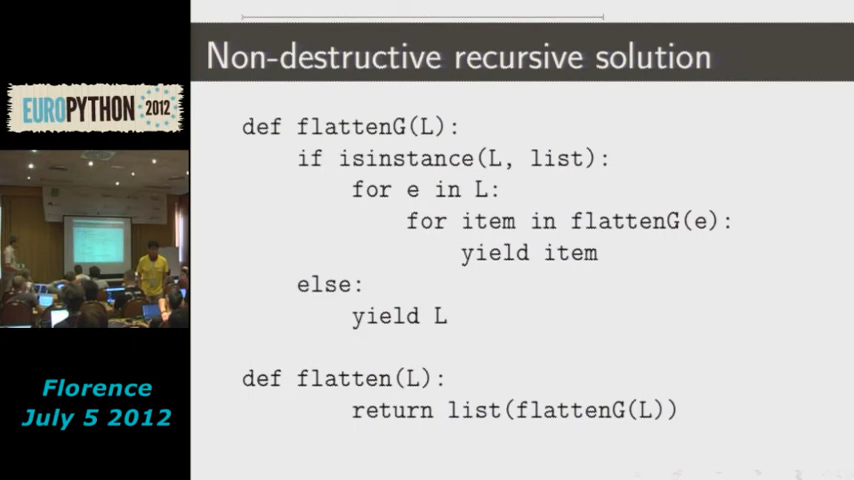 Non-destructive recursive solution
EUROPYTHON 2012
def flattenG(L):
    if isinstance(L, list):
        for e in L:
            for item in flattenG(e):
                yield item
    else:
        yield L
def flatten(L):
        return list(flattenG(L))
Florence
July 5 2012